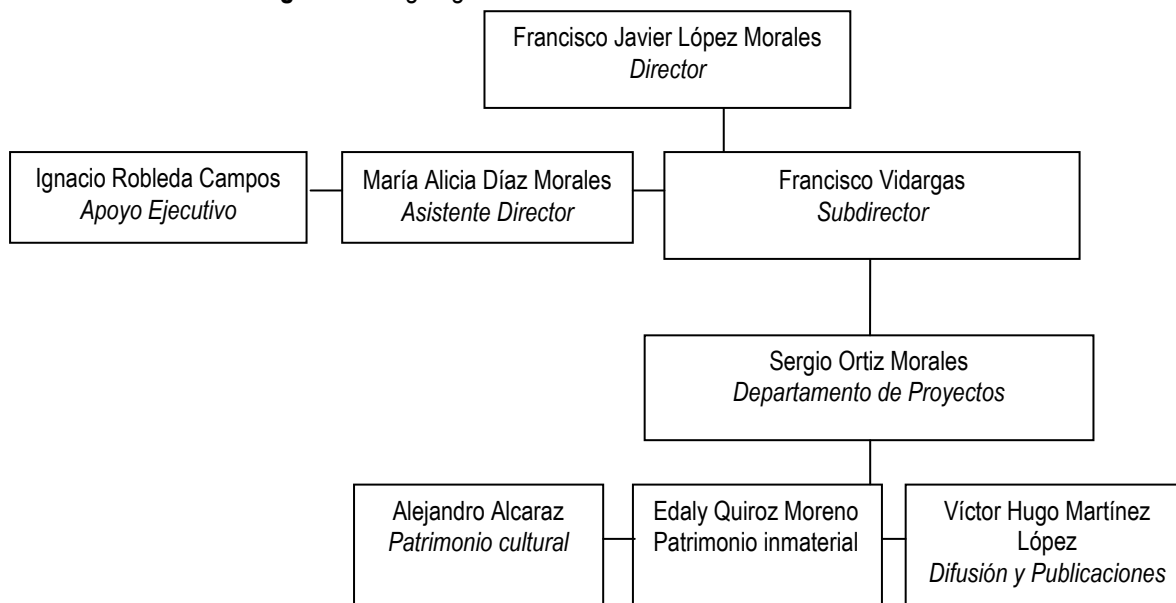 Francisco Javier López Morales
Director
Ignacio Robleda Campos
Apoyo Ejecutivo
María Alicia Díaz Morales
Asistente Director
Francisco Vidargas
Subdirector
Sergio Ortiz Morales
Departamento de Proyectos
Alejandro Alcaraz
Patrimonio cultural
Edaly Quiroz Moreno
Patrimonio inmaterial
Víctor Hugo Martínez
López
Difusión y Publicaciones